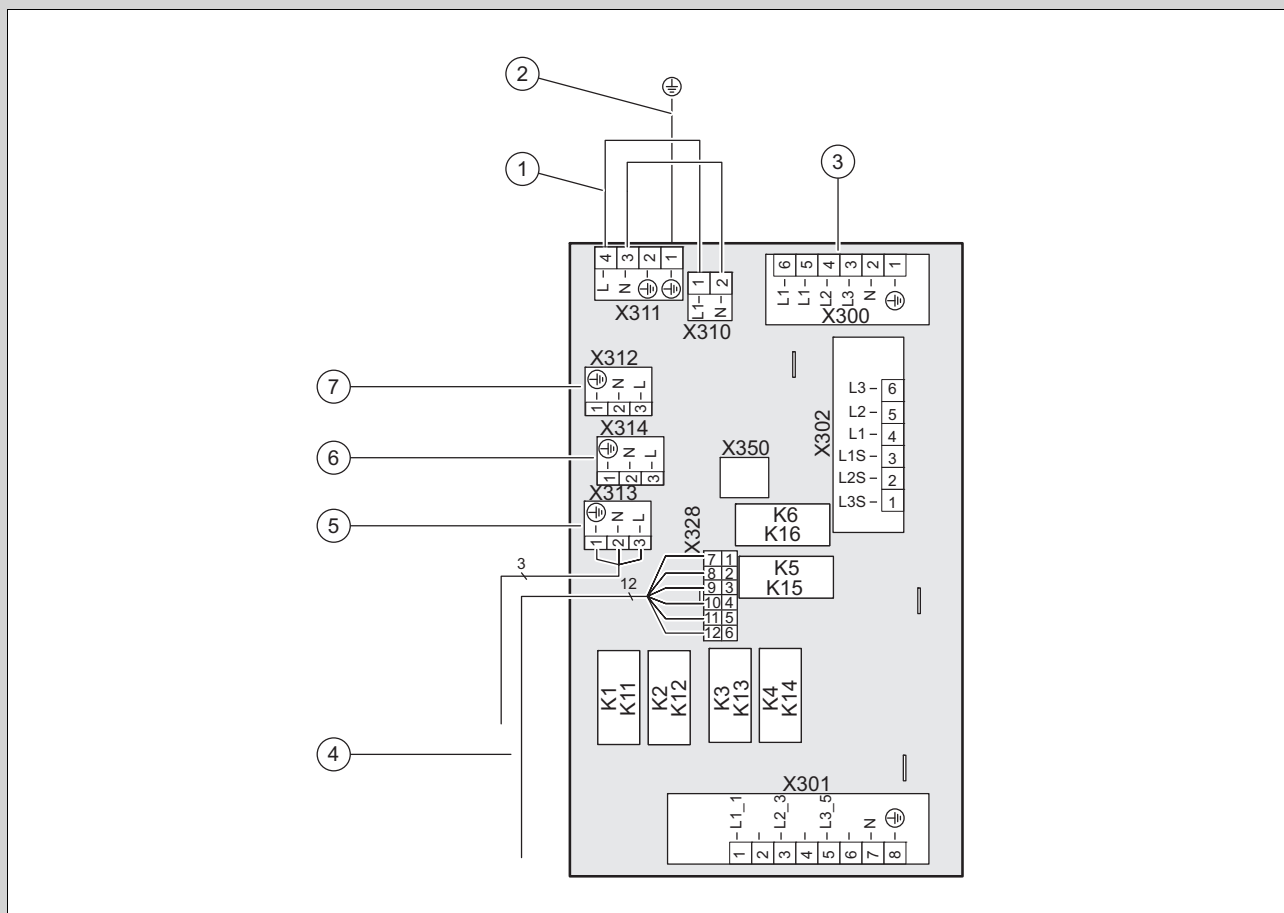 2
1
3
4 3 2 1
L N
X311
1 2
L1 N
X310
6 5 4 3 2 1
L1 L1 L2 L3 N
X300
7
X312
N L
1 2 3
6
X314
N L
1 2 3
5
X313
N L
1 2 3
X350
X302
L3 6
L2 5
L1 4
L1S 3
L2S 2
L3S 1
K6
K16
K5
K15
X328
7 1
8 2
9 3
10 4
11 5
12 6
3
12
K1
K11
K2
K12
K3
K13
K4
K14
4
X301
L1_1 L2_3 L3_5 N
1 2 3 4 5 6 7 8